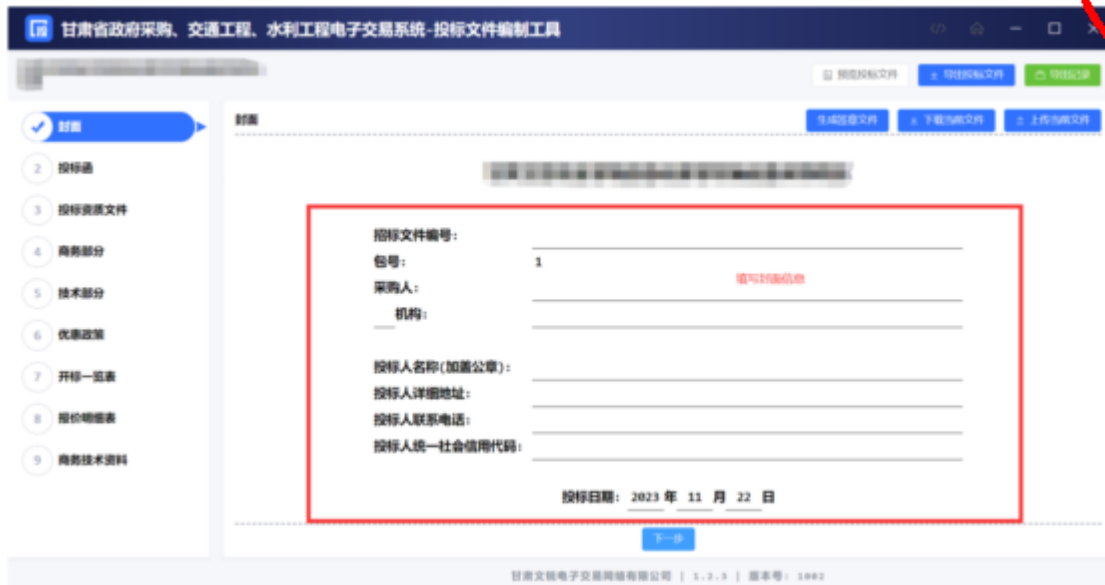 甘肃省政府采购、交通工程、水利工程电子交易系统-投标文件编制工具
预览投标文件 导出投标文件 导出记录
封面
2 投标函
3 投标资质文件
4 商务部分
5 技术部分
6 优惠政策
7 开标一览表
8 报价明细表
9 商务技术资料
封面 生成签章文件 下载当前文件 上传当前文件
招标文件编号：
包号： 1
填写封面信息
采购人：
机构：
投标人名称(加盖公章)：
投标人详细地址：
投标人联系电话：
投标人统一社会信用代码：
投标日期： 2023 年 11 月 22 日
下一步
甘肃文锐电子交易网络有限公司 | 1.2.3 | 版本号: 1002